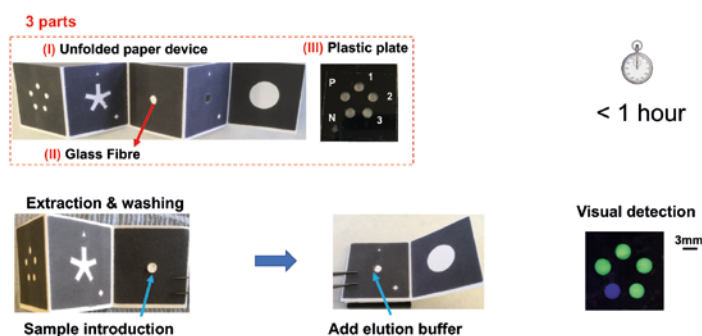 3 parts
(I) Unfolded paper device
(III) Plastic plate
P
1
2
N
3
(II) Glass Fibre
< 1 hour
Extraction & washing
Visual detection
3mm
Sample introduction
Add elution buffer